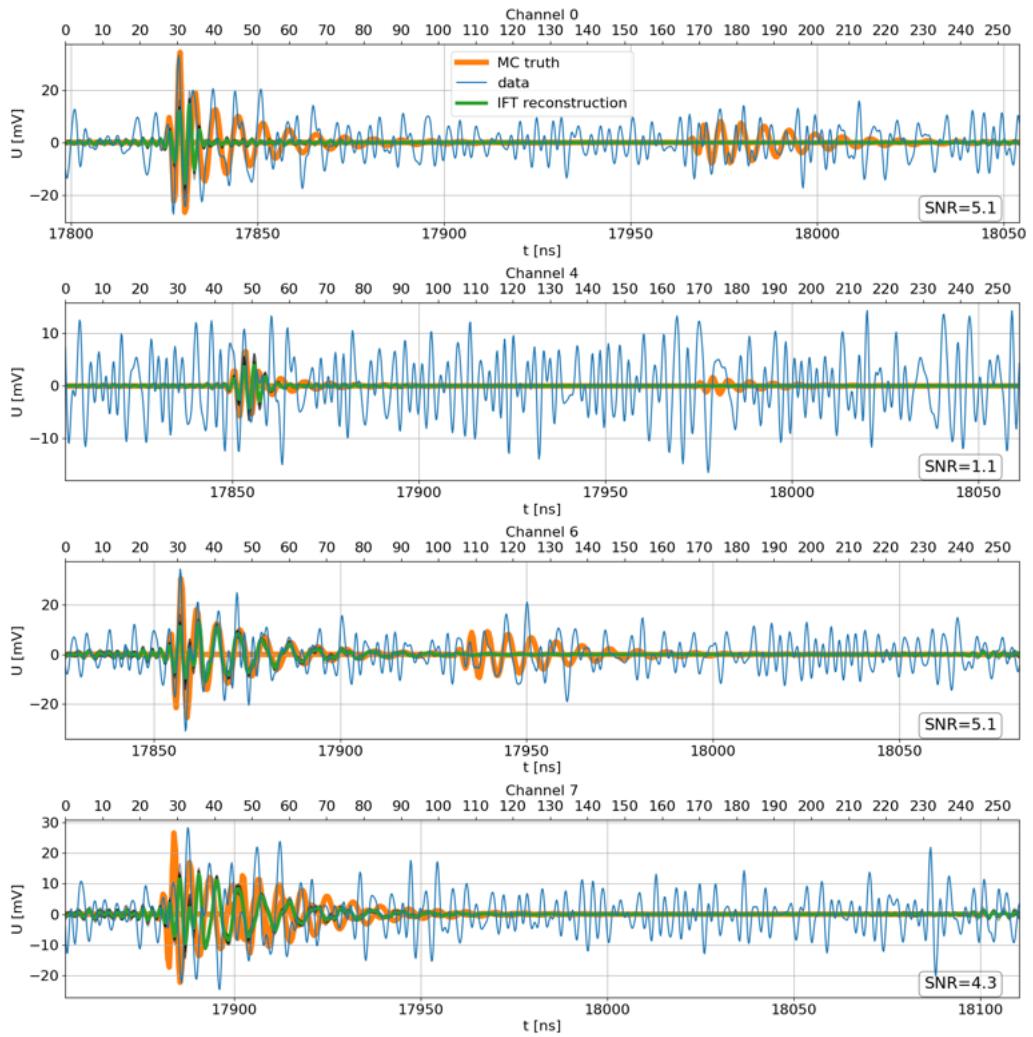 Channel 0
0 10 20 30 40 50 60 70 80 90 100 110 120 130 140 150 160 170 180 190 200 210 220 230 240 250
MC truth
data
IFT reconstruction
U [mV]
20
0
−20
SNR=5.1
17800 17850 17900 17950 18000 18050
t [ns]
Channel 4
0 10 20 30 40 50 60 70 80 90 100 110 120 130 140 150 160 170 180 190 200 210 220 230 240 250
U [mV]
10
0
−10
SNR=1.1
17850 17900 17950 18000 18050
t [ns]
Channel 6
0 10 20 30 40 50 60 70 80 90 100 110 120 130 140 150 160 170 180 190 200 210 220 230 240 250
U [mV]
20
0
−20
SNR=5.1
17850 17900 17950 18000 18050
t [ns]
Channel 7
0 10 20 30 40 50 60 70 80 90 100 110 120 130 140 150 160 170 180 190 200 210 220 230 240 250
U [mV]
30
20
10
0
−10
−20
SNR=4.3
17900 17950 18000 18050 18100
t [ns]